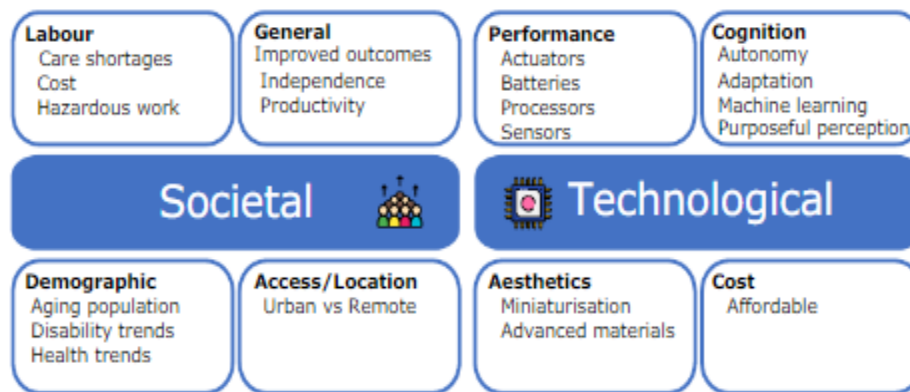 Labour
Care shortages
Cost
Hazardous work
General
Improved outcomes
Independence
Productivity
Performance
Actuators
Batteries
Processors
Sensors
Cognition
Autonomy
Adaptation
Machine learning
Purposeful perception
Societal
Technological
Demographic
Aging population
Disability trends
Health trends
Access/Location
Urban vs Remote
Aesthetics
Miniaturisation
Advanced materials
Cost
Affordable